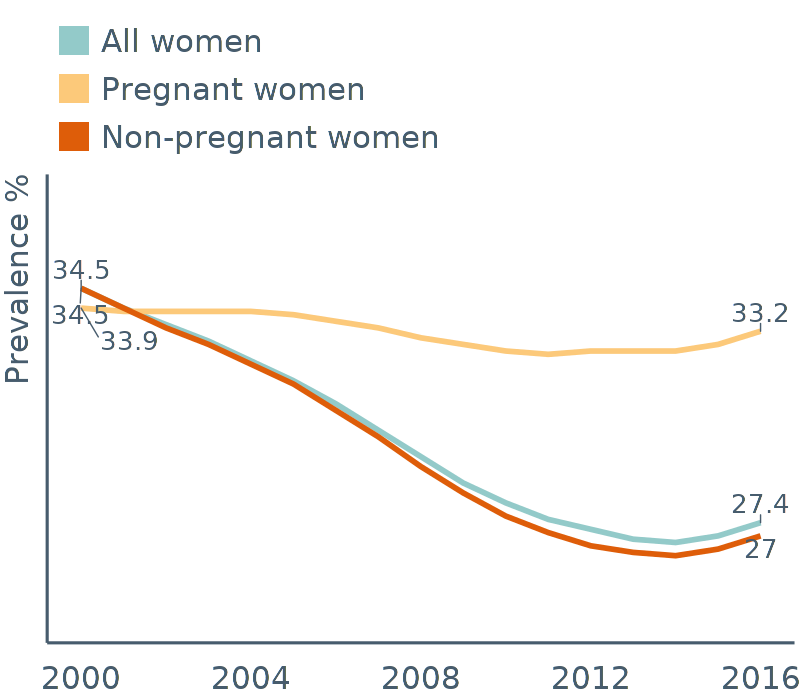 All women
Pregnant women
Non-pregnant women
Prevalence %
34.5
34.5
33.9
33.2
27.4
27
2000 2004 2008 2012 2016